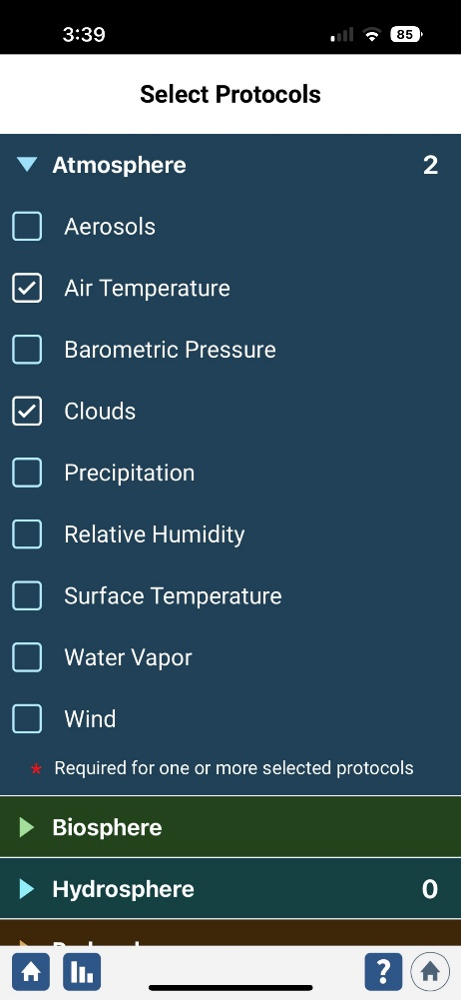 3:39
85
Select Protocols
Atmosphere 2
Aerosols
Air Temperature
Barometric Pressure
Clouds
Precipitation
Relative Humidity
Surface Temperature
Water Vapor
Wind
* Required for one or more selected protocols
Biosphere
Hydrosphere 0
?